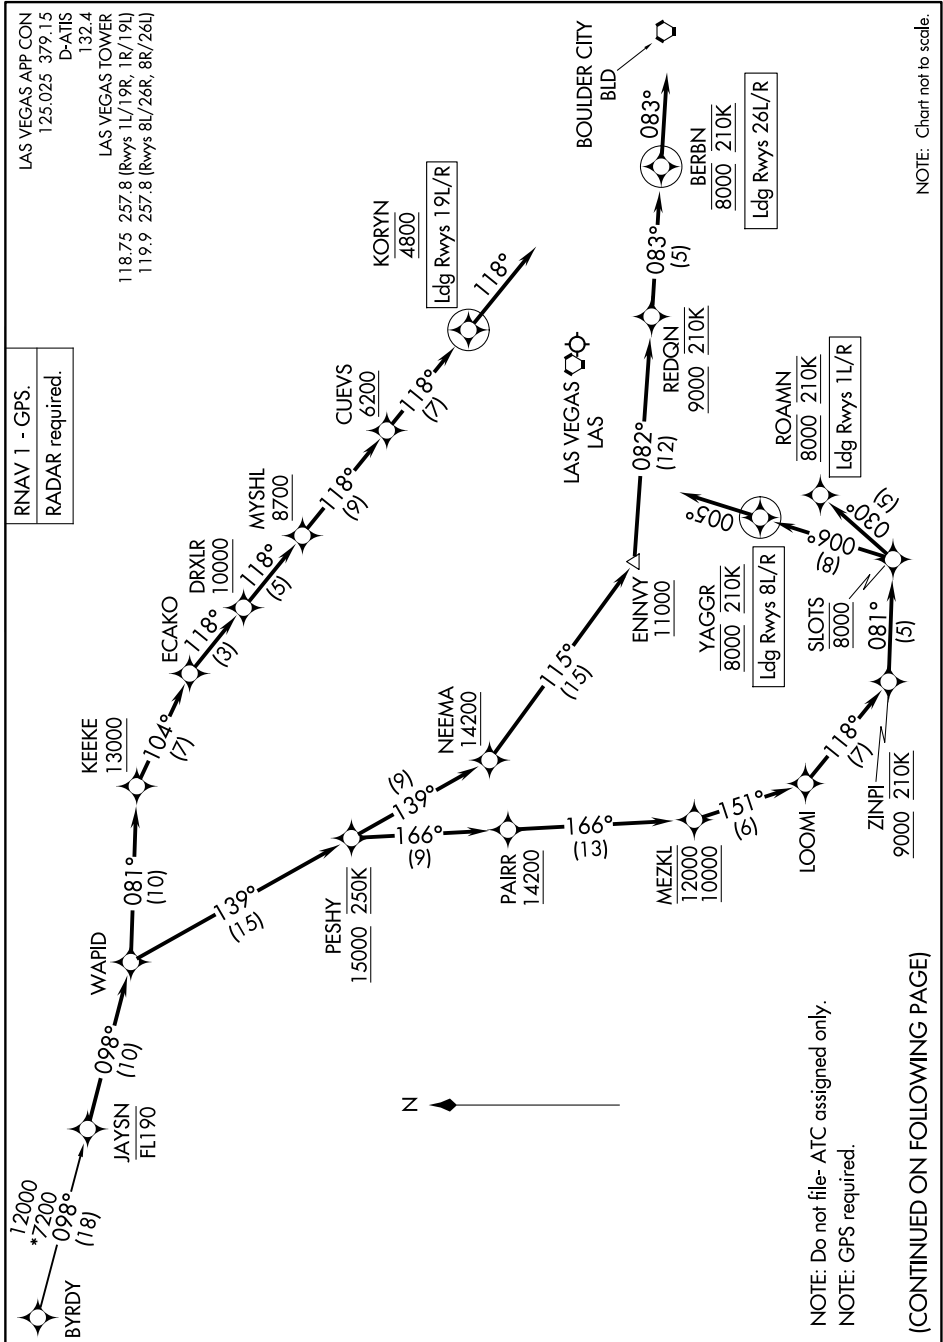 LAS VEGAS APP CON
125.025 379.15
D-ATIS
132.4
LAS VEGAS TOWER
118.75 257.8 (Rwys 1L/19R, 1R/19L)
119.9 257.8 (Rwys 8L/26R, 8R/26L)
RNAV 1 - GPS.
RADAR required.
12000
*7200
098°
(18)
BYRDY
JAYSN
FL190
098°
(10)
WAPID
081°
(10)
KEEKE
13000
104°
(7)
ECAKO
118°
(3)
DRXLR
10000
118°
(5)
MYSHL
8700
118°
(9)
CUEVS
6200
118°
(7)
KORYN
4800
Ldg Rwys 19L/R
118°
139°
(15)
PESHY
15000 250K
139°
(9)
NEEMA
14200
115°
(15)
ENNVY
11000
082°
(12)
LAS VEGAS
LAS
REDQN
9000 210K
083°
(5)
BERBN
8000 210K
Ldg Rwys 26L/R
083°
BOULDER CITY
BLD
166°
(9)
PAIRR
14200
166°
(13)
MEZKL
12000
10000
151°
(6)
LOOMI
118°
(7)
ZINPI
9000 210K
081°
(5)
SLOTS
8000
006°
(8)
YAGGR
8000 210K
Ldg Rwys 8L/R
005°
030°
(5)
ROAMN
8000 210K
Ldg Rwys 1L/R
N
NOTE: Do not file- ATC assigned only.
NOTE: GPS required.
NOTE: Chart not to scale.
(CONTINUED ON FOLLOWING PAGE)